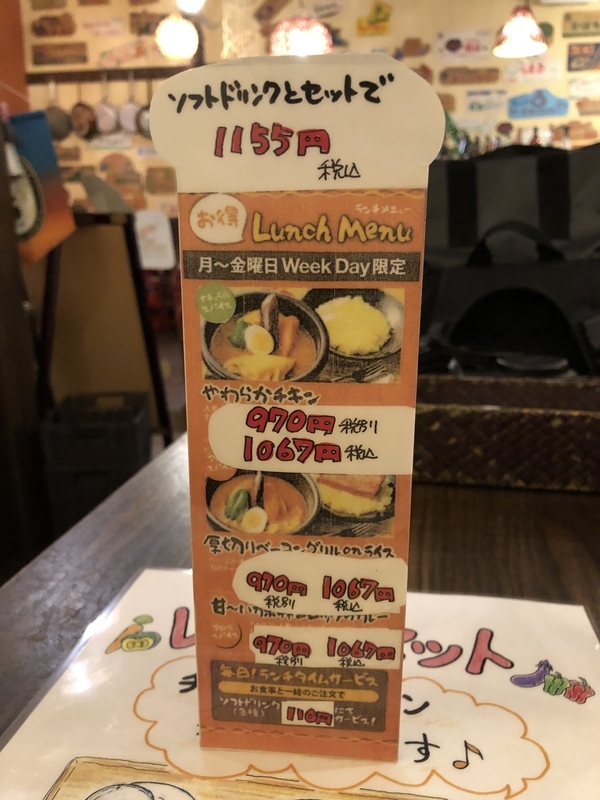 ソフトドリンクとセットで
1155円
税込
お得
ランチメニュー
Lunch Menu
月～金曜日 Week Day 限定
やわらかチキン
970円 税別
1067円 税込
厚切りベーコングリル on ライス
970円 1067円
税別 税込
甘～い
970円 1067円
税別 税込
毎日!ランチタイムサービス
お食事と一緒のご注文で
ソフトドリンク
(各種)
110円 にて
サービス!
ット
チ
ン
す♪